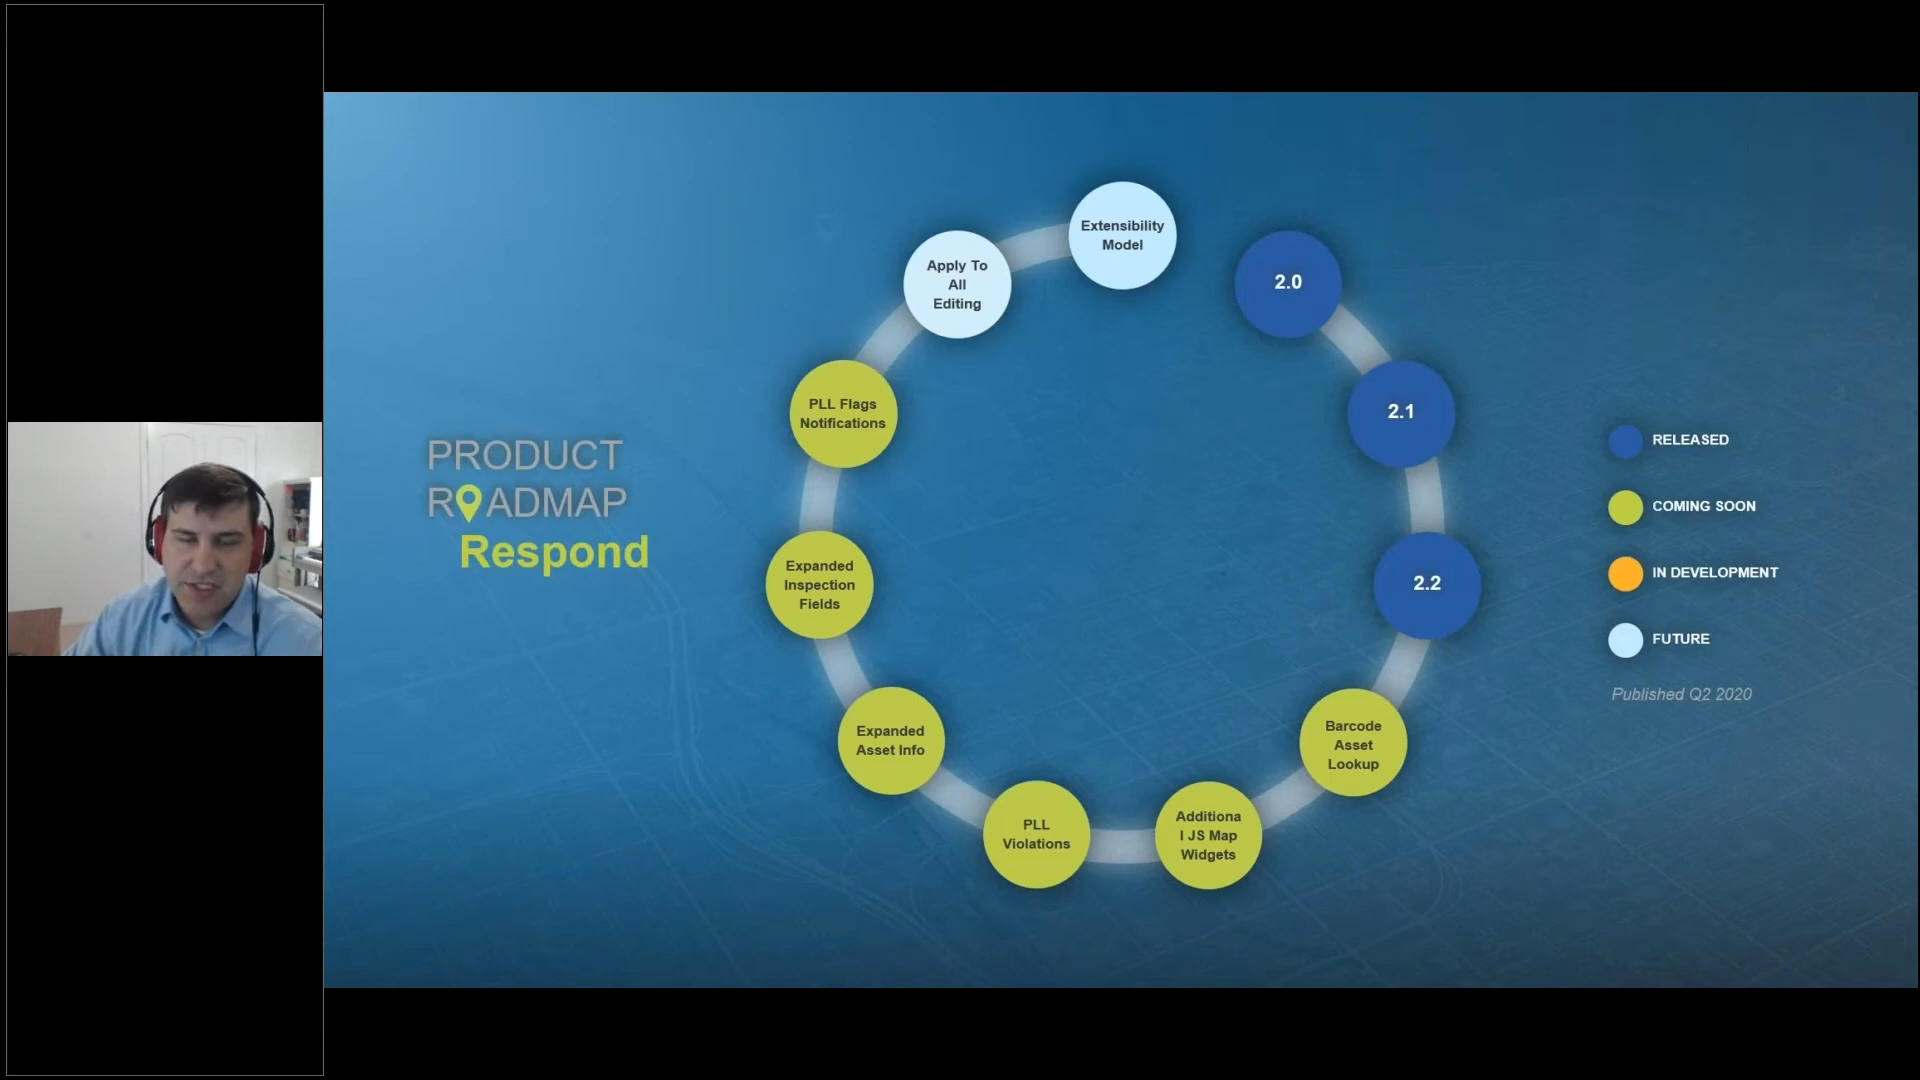 PRODUCT
ROADMAP
Respond
Extensibility
Model
2.0
2.1
2.2
Barcode
Asset
Lookup
Additiona
l JS Map
Widgets
PLL
Violations
Expanded
Asset Info
Expanded
Inspection
Fields
PLL Flags
Notifications
Apply To
All
Editing
RELEASED
COMING SOON
IN DEVELOPMENT
FUTURE
Published Q2 2020